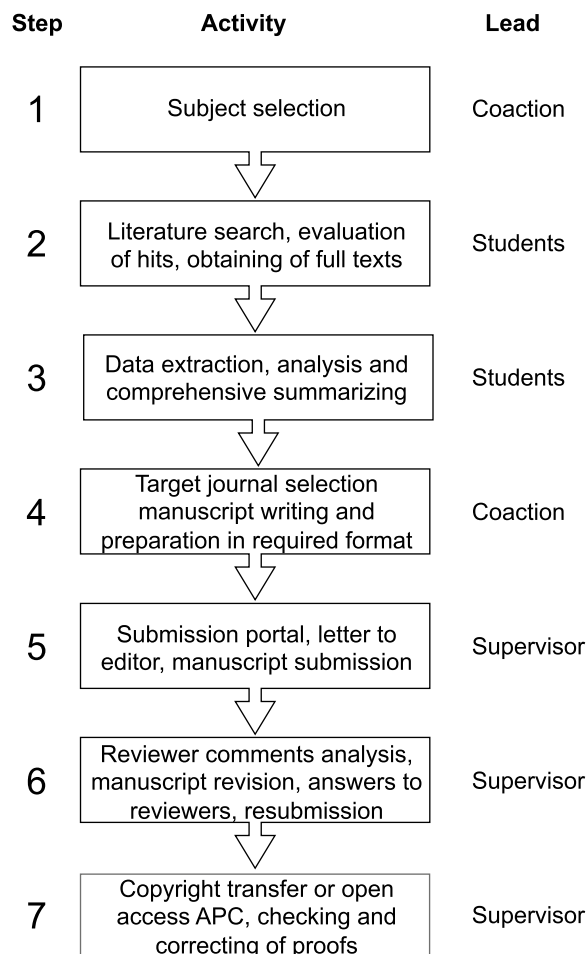 Step Activity Lead
1 Subject selection Coaction
2 Literature search, evaluation
of hits, obtaining of full texts Students
3 Data extraction, analysis and
comprehensive summarizing Students
4 Target journal selection
manuscript writing and
preparation in required format Coaction
5 Submission portal, letter to
editor, manuscript submission Supervisor
6 Reviewer comments analysis,
manuscript revision, answers to
reviewers, resubmission Supervisor
7 Copyright transfer or open
access APC, checking and
correcting of proofs Supervisor